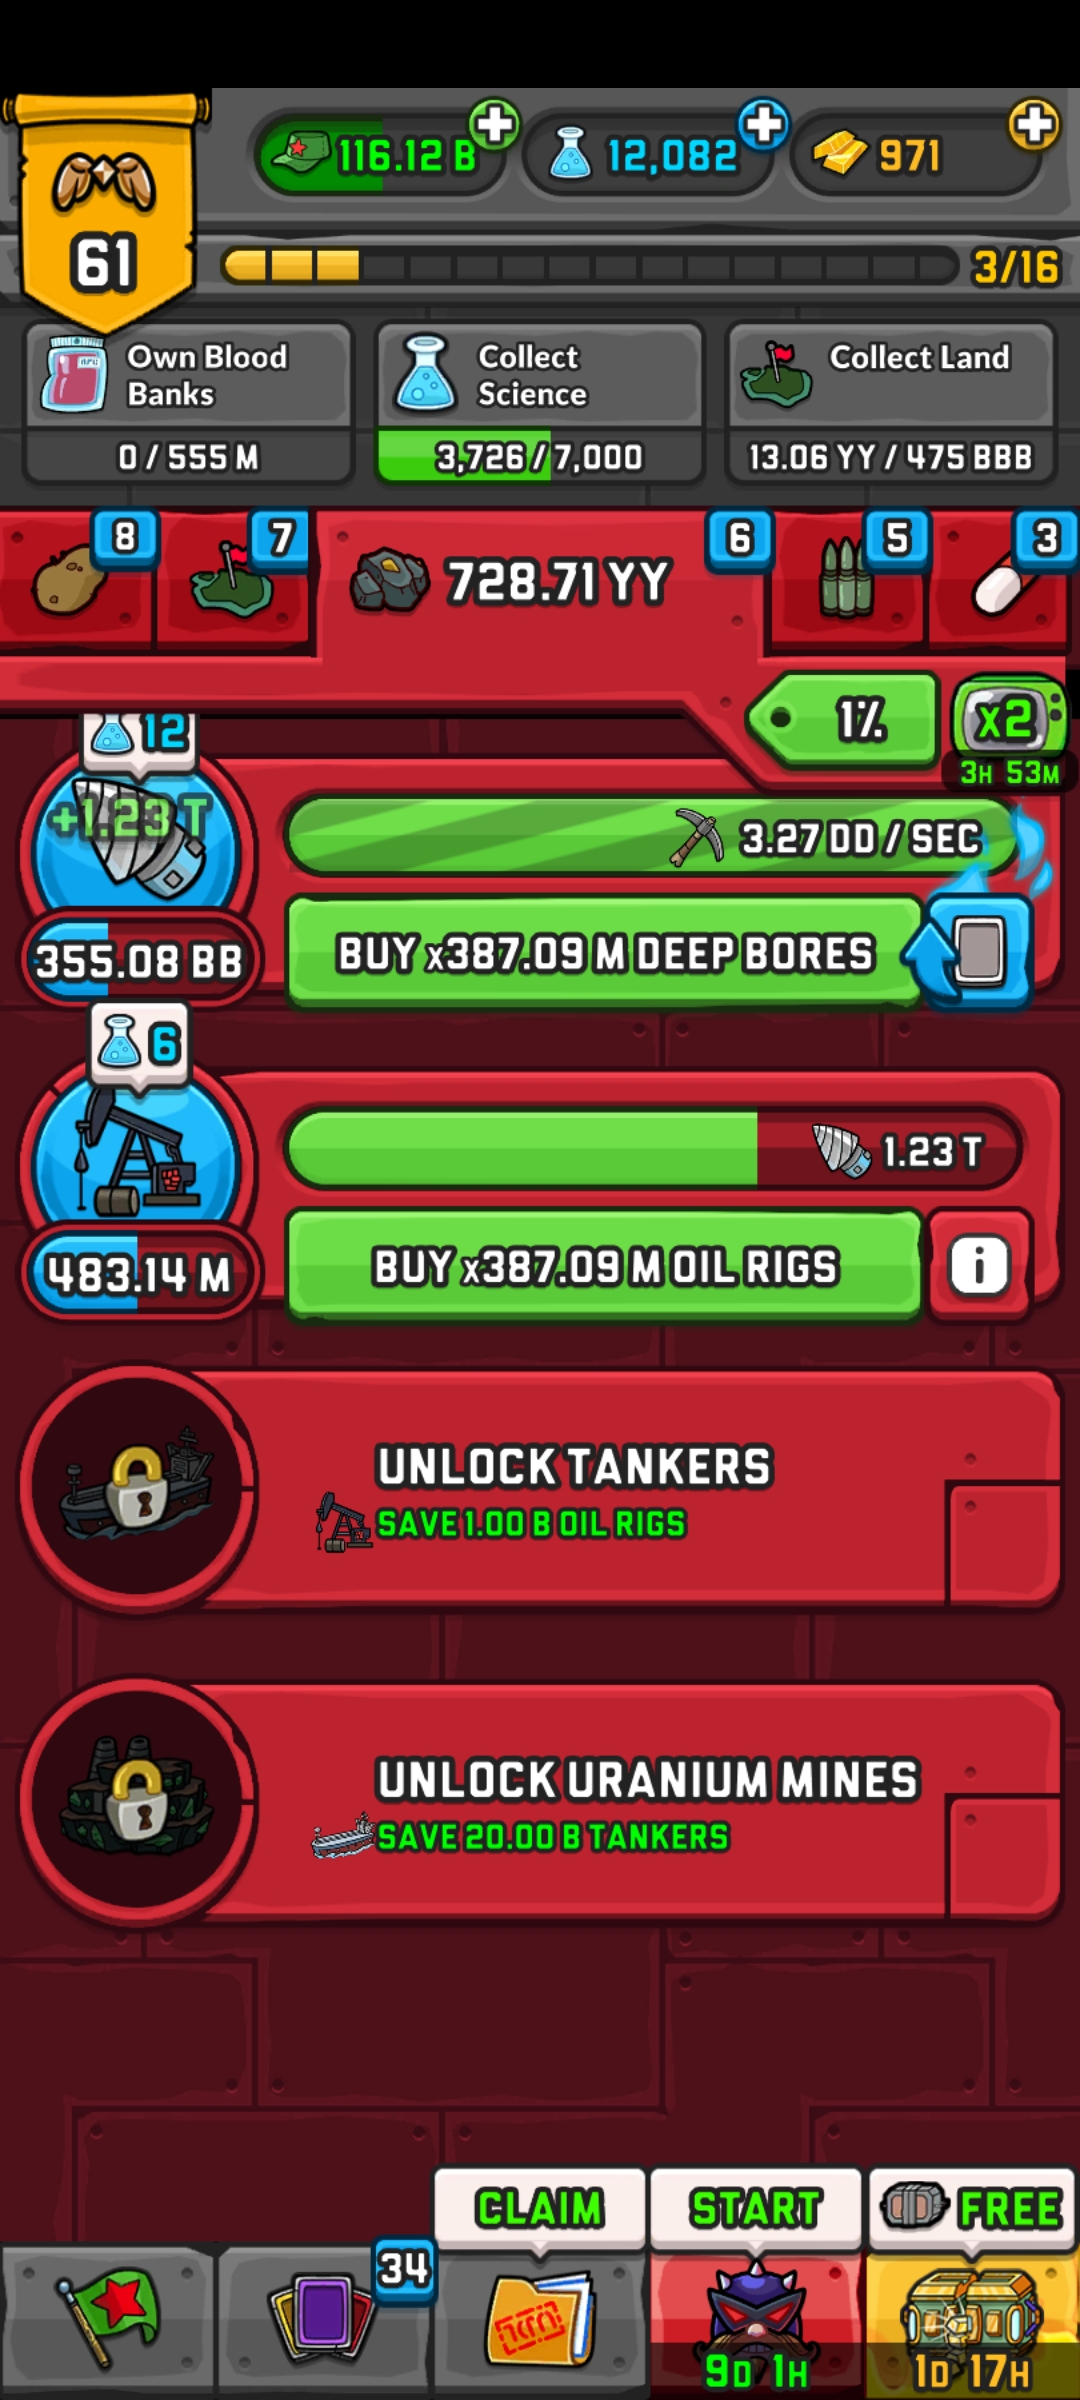 116.12 B
12,082
971
61
3/16
Own Blood Banks
0 / 555 M
Collect Science
3,726 / 7,000
Collect Land
13.06 YY / 475 BBB
8
7
728.71 YY
6
5
3
1%
x2
3H 53M
12
+1.23 T
3.27 DD / SEC
355.08 BB
BUY x387.09 M DEEP BORES
6
1.23 T
483.14 M
BUY x387.09 M OIL RIGS
i
UNLOCK TANKERS
SAVE 1.00 B OIL RIGS
UNLOCK URANIUM MINES
SAVE 20.00 B TANKERS
CLAIM
START
FREE
34
9D 1H
1D 17H